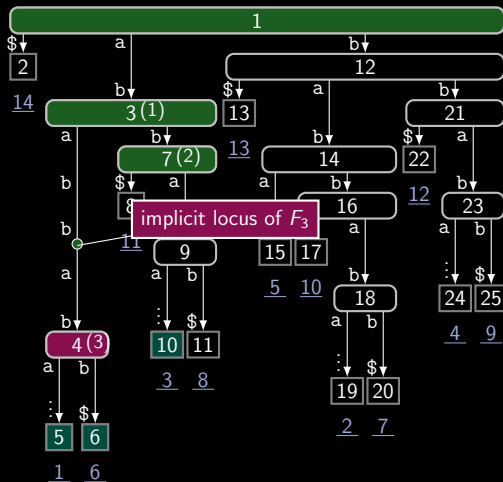 1
$ a b
2 12
14 b $ a b
3 (1) 13 21
a b 13 $ a
7 (2) 14 22
b $ a a b 12 b
8 16 23
implicit locus of F₃
b 11 9 15 17 a a b
5 10
a a b 18 ⋮ $
24 25
b ⋮ $ a b 4 9
4 (3) 10 11
a b 3 8 ⋮ $
19 20
⋮ $ 2 7
5 6
1 6